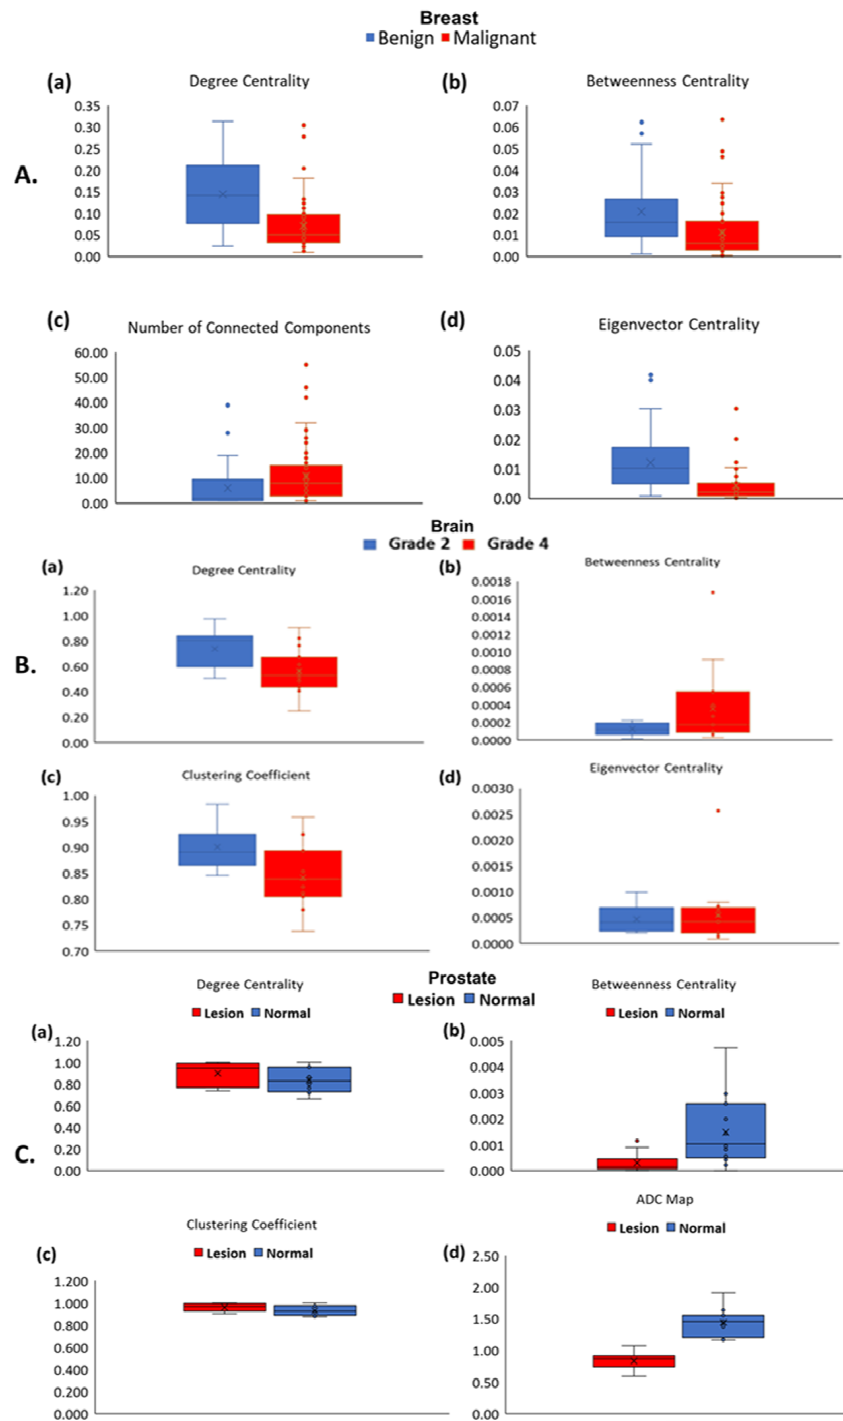 Breast
Benign Malignant
(a) Degree Centrality
0.35
0.30
0.25
0.20
0.15
0.10
0.05
0.00
(b) Betweenness Centrality
0.07
0.06
0.05
0.04
0.03
0.02
0.01
0.00
A.
(c) Number of Connected Components
60.00
50.00
40.00
30.00
20.00
10.00
0.00
(d) Eigenvector Centrality
0.05
0.04
0.03
0.02
0.01
0.00
Brain
Grade 2 Grade 4
(a) Degree Centrality
1.20
1.00
0.80
0.60
0.40
0.20
0.00
(b) Betweenness Centrality
0.0018
0.0016
0.0014
0.0012
0.0010
0.0008
0.0006
0.0004
0.0002
0.0000
B.
(c) Clustering Coefficient
1.00
0.95
0.90
0.85
0.80
0.75
0.70
(d) Eigenvector Centrality
0.0030
0.0025
0.0020
0.0015
0.0010
0.0005
0.0000
Prostate
Lesion Normal
Degree Centrality
Lesion Normal
(a)
1.20
1.00
0.80
0.60
0.40
0.20
0.00
Betweenness Centrality
Lesion Normal
(b)
0.005
0.004
0.003
0.002
0.001
0.000
C.
Clustering Coefficient
Lesion Normal
(c)
1.200
1.000
0.800
0.600
0.400
0.200
0.000
ADC Map
Lesion Normal
(d)
2.50
2.00
1.50
1.00
0.50
0.00